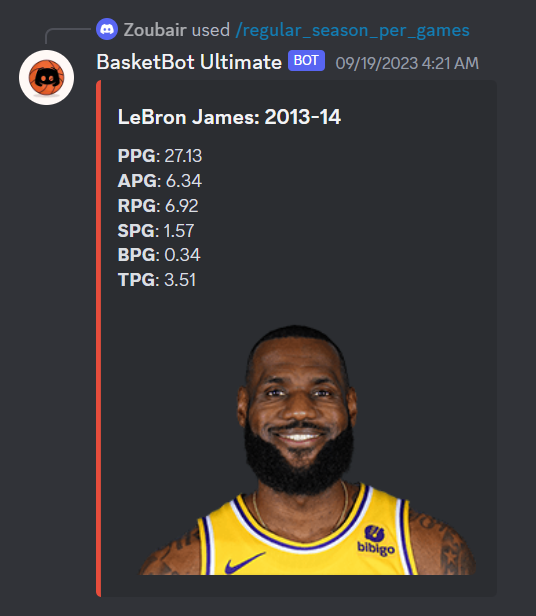 Zoubair used /regular_season_per_games
BasketBot Ultimate BOT 09/19/2023 4:21 AM
LeBron James: 2013-14
PPG: 27.13
APG: 6.34
RPG: 6.92
SPG: 1.57
BPG: 0.34
TPG: 3.51
bibigo